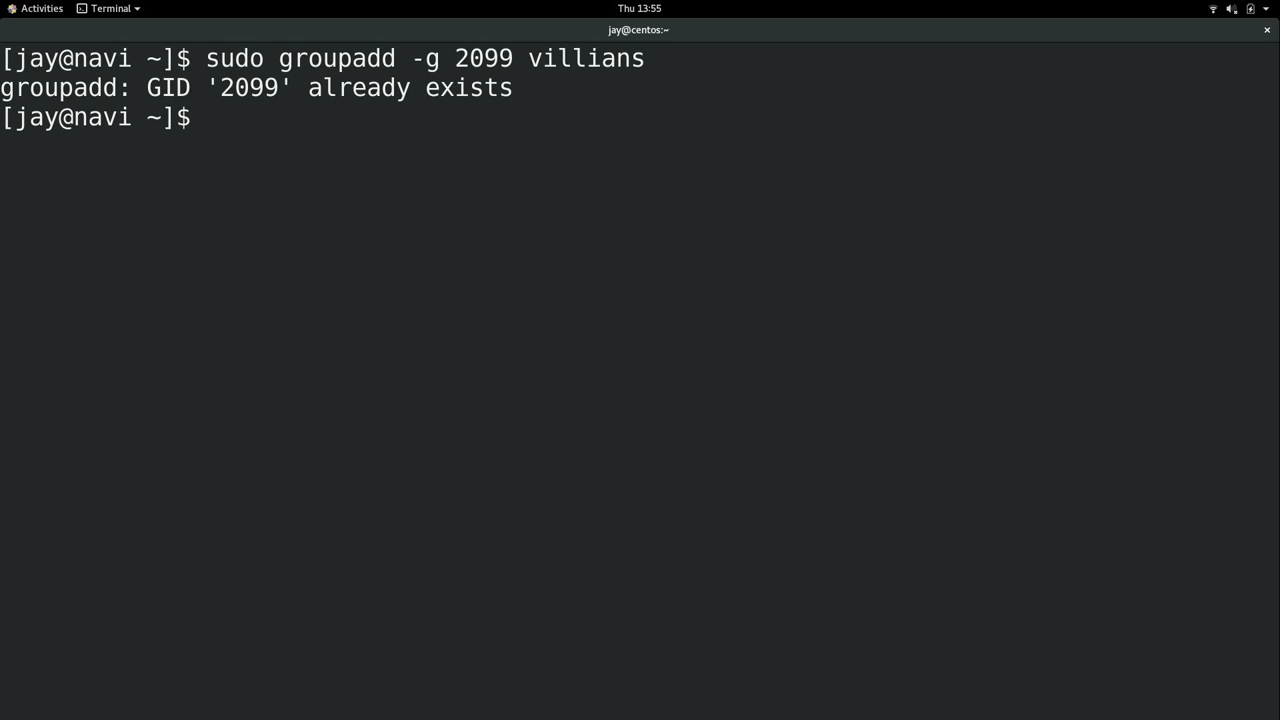 Activities Terminal Thu 13:55
jay@centos:~
[jay@navi ~]$ sudo groupadd -g 2099 villians
groupadd: GID '2099' already exists
[jay@navi ~]$